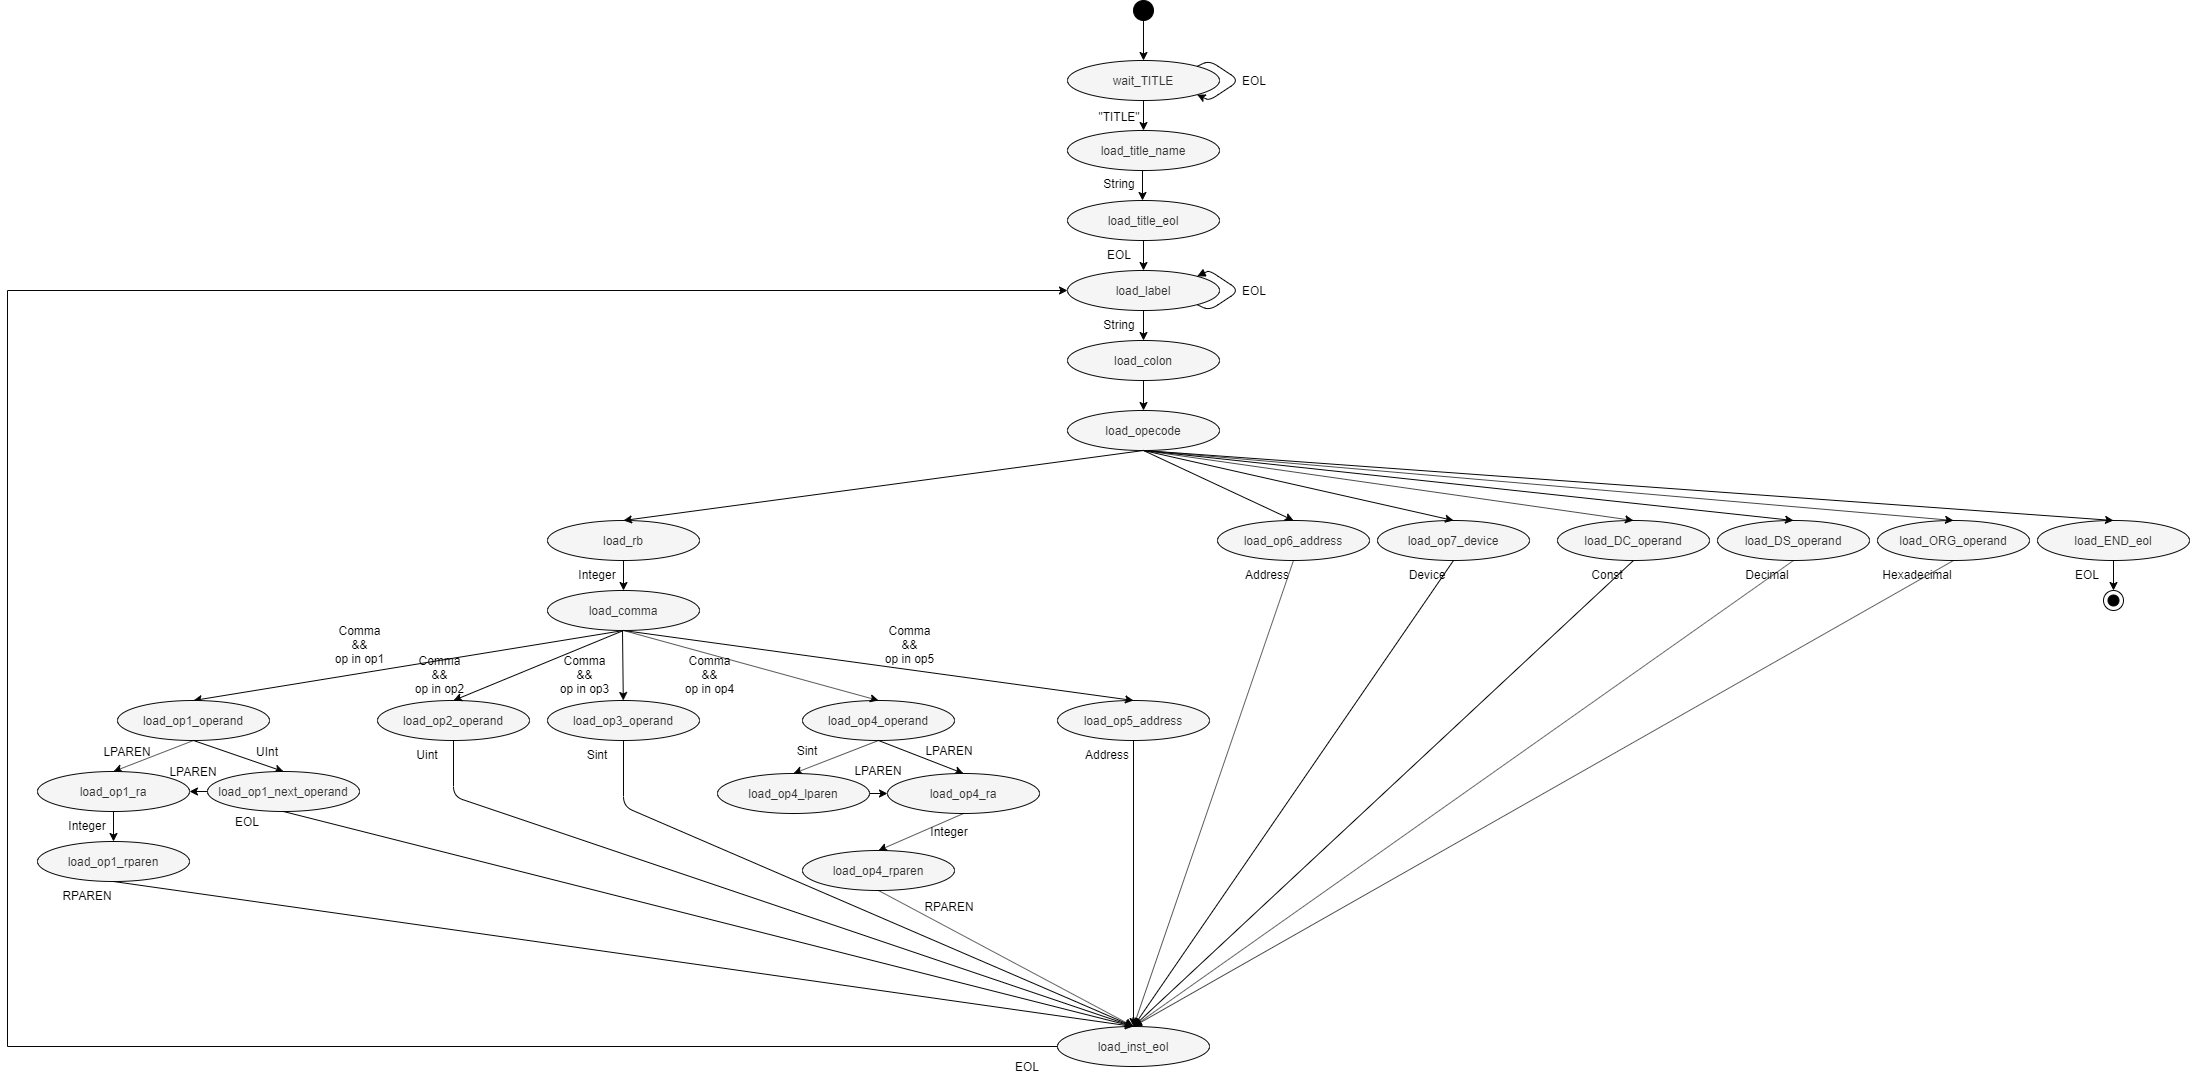 wait_TITLE
EOL
"TITLE"
load_title_name
String
load_title_eol
EOL
load_label
EOL
String
load_colon
load_opecode
load_rb
load_op6_address
load_op7_device
load_DC_operand
load_DS_operand
load_ORG_operand
load_END_eol
Integer
Address
Device
Const
Decimal
Hexadecimal
EOL
load_comma
Comma
&&
op in op1
Comma
&&
op in op2
Comma
&&
op in op3
Comma
&&
op in op4
Comma
&&
op in op5
load_op1_operand
load_op2_operand
load_op3_operand
load_op4_operand
load_op5_address
LPAREN
UInt
Uint
Sint
Sint
LPAREN
Address
LPAREN
LPAREN
load_op1_ra
load_op1_next_operand
load_op4_lparen
load_op4_ra
Integer
EOL
Integer
load_op1_rparen
load_op4_rparen
RPAREN
RPAREN
load_inst_eol
EOL